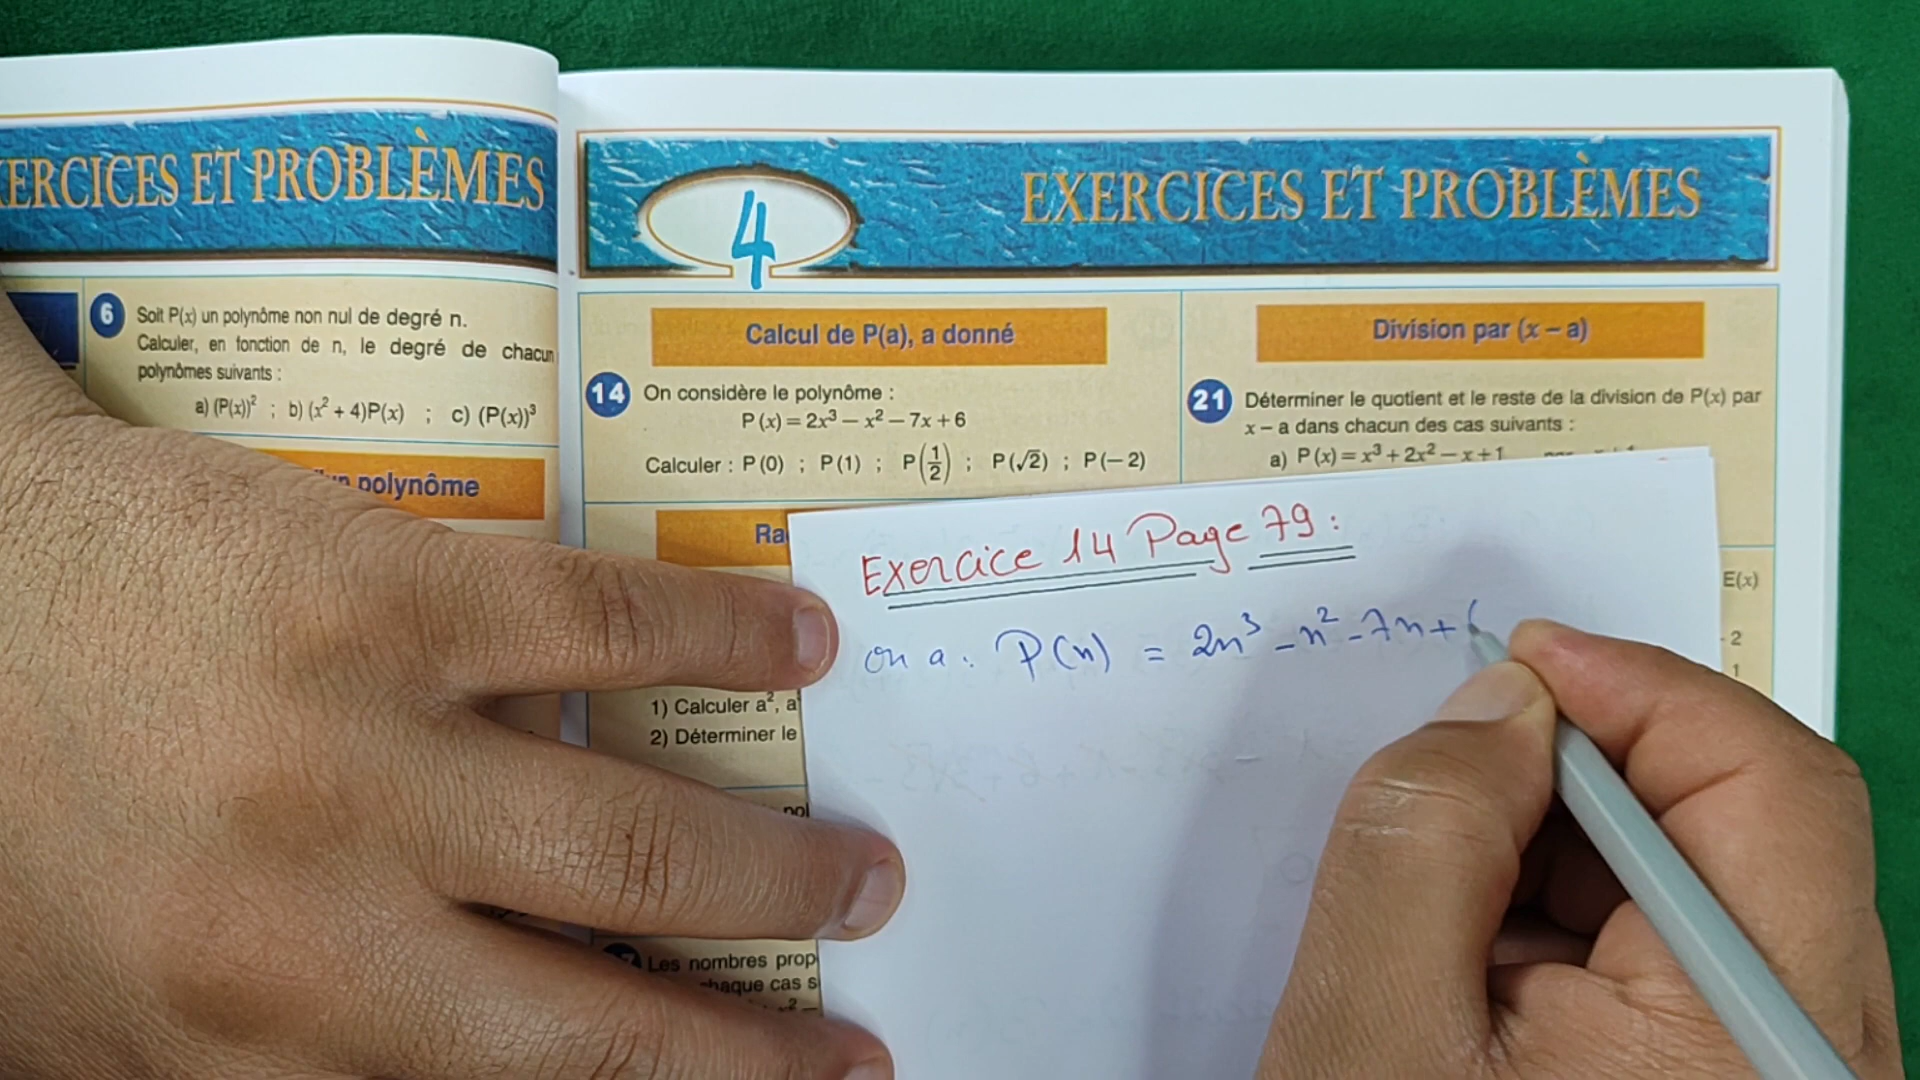 EXERCICES ET PROBLÈMES
6 Soit P(x) un polynôme non nul de degré n.
Calculer, en fonction de n, le degré de chacun
polynômes suivants :
a) (P(x))² ; b) (x² + 4)P(x) ; c) (P(x))³
polynôme
4
EXERCICES ET PROBLÈMES
Calcul de P(a), a donné
14 On considère le polynôme :
P(x) = 2x³ – x² – 7x + 6
Calculer : P(0) ; P(1) ; P(1/2) ; P(√2) ; P(– 2)
1) Calculer a², a
2) Déterminer le
Les nombres prop
chaque cas s
Division par (x – a)
21 Déterminer le quotient et le reste de la division de P(x) par
x – a dans chacun des cas suivants :
a) P(x) = x³ + 2x² – x + 1
E(x)
- 2
1
Exercice 14 Page 79 :
on a : P(x) = 2x³ - x² - 7x +